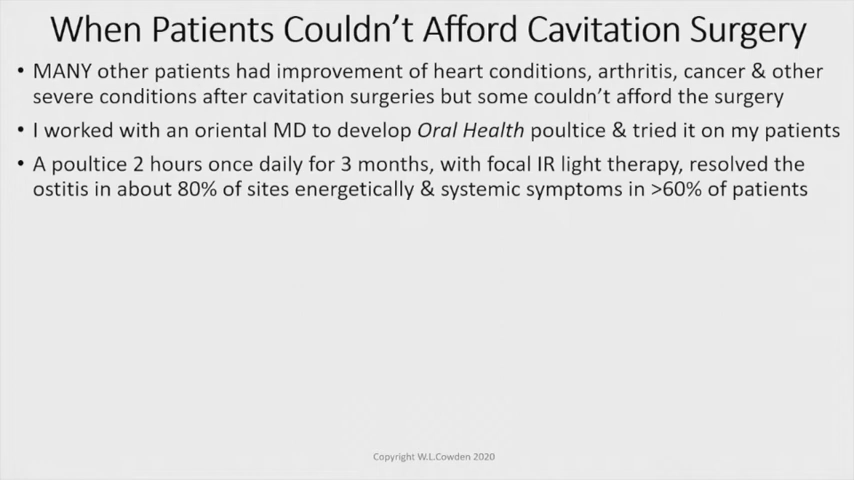 When Patients Couldn't Afford Cavitation Surgery
• MANY other patients had improvement of heart conditions, arthritis, cancer & other
severe conditions after cavitation surgeries but some couldn't afford the surgery
• I worked with an oriental MD to develop Oral Health poultice & tried it on my patients
• A poultice 2 hours once daily for 3 months, with focal IR light therapy, resolved the
ostitis in about 80% of sites energetically & systemic symptoms in >60% of patients
Copyright W.L.Cowden 2020